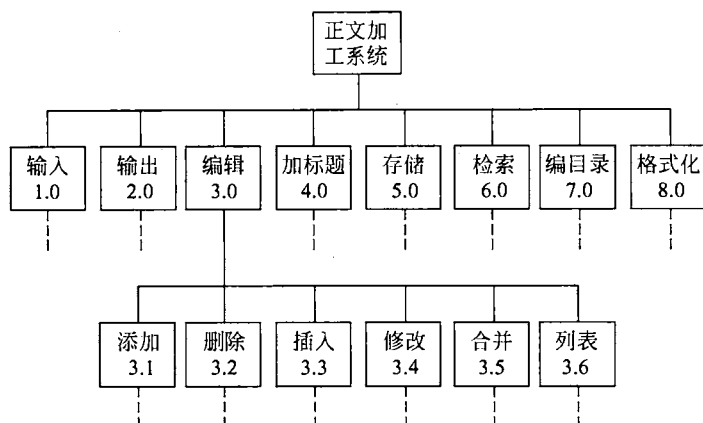 正文加
工系统
输入
1.0
输出
2.0
编辑
3.0
加标题
4.0
存储
5.0
检索
6.0
编目录
7.0
格式化
8.0
添加
3.1
删除
3.2
插入
3.3
修改
3.4
合并
3.5
列表
3.6